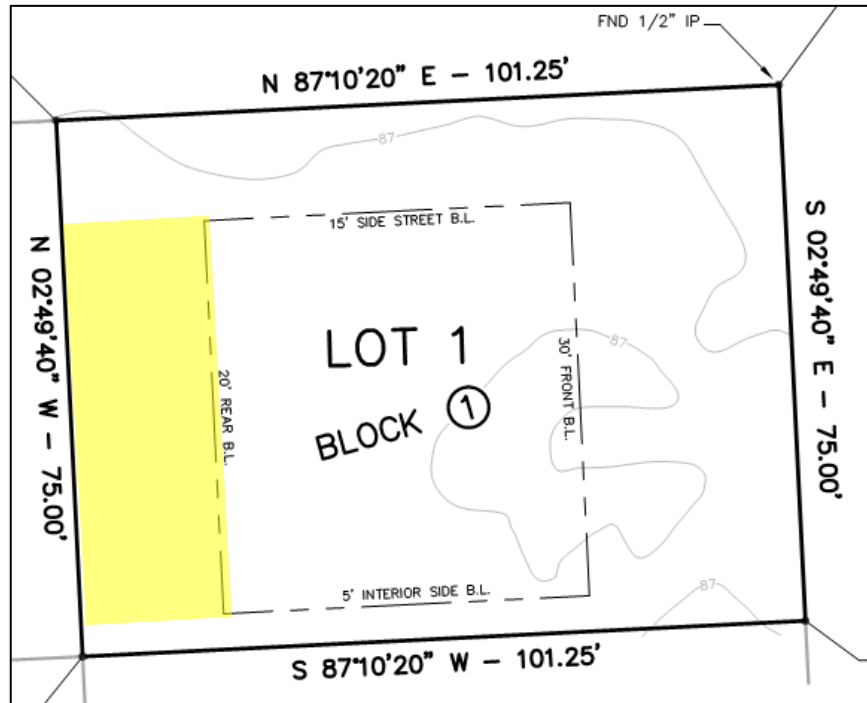 FND 1/2" IP
N 87°10'20" E - 101.25'
87
15' SIDE STREET B.L.
N 02°49'40" W - 75.00'
S 02°49'40" E - 75.00'
LOT 1
87
30' FRONT B.L.
20' REAR B.L.
BLOCK 1
5' INTERIOR SIDE B.L.
87
S 87°10'20" W - 101.25'